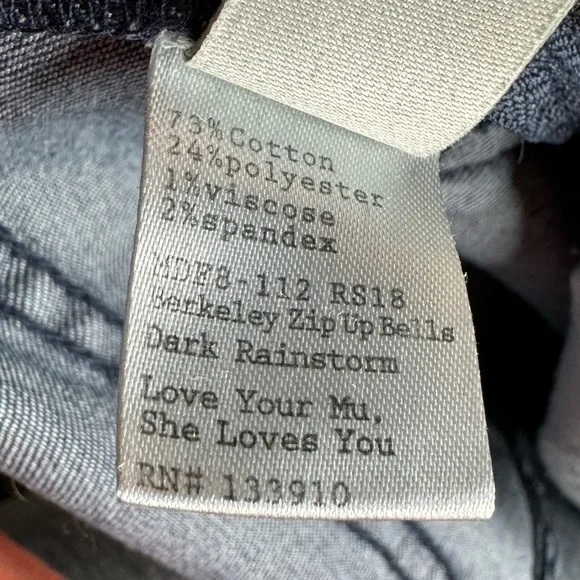 73%Cotton
24%polyester
1%viscose
2%spandex
MDF8-112 RS18
Berkeley Zip Up Bells
Dark Rainstorm
Love Your Mu,
She Loves You
RN# 133910